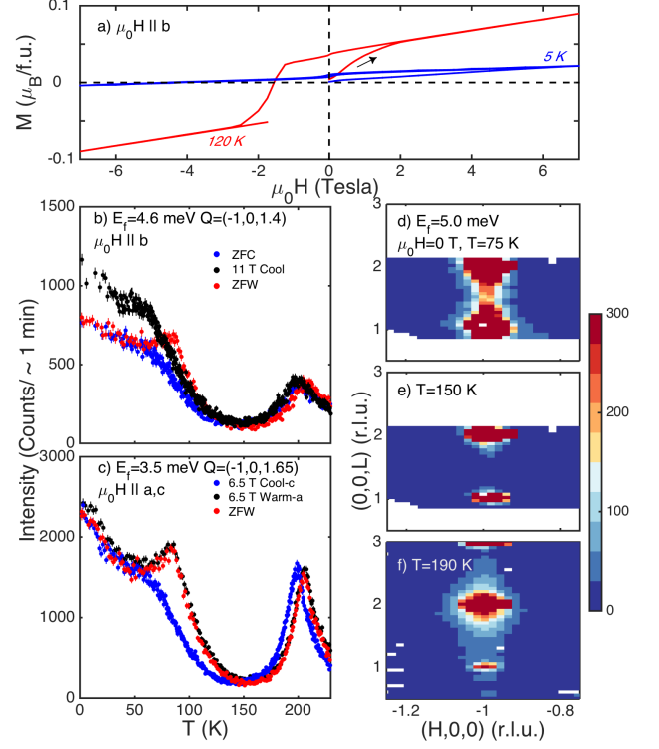 0.1
a) μ0H || b
5 K
M (μB/f.u.)
0
120 K
-0.1
-6 -4 -2 0 2 4 6
μ0H (Tesla)
1500
b) Ef=4.6 meV Q=(-1,0,1.4)
μ0H || b
ZFC
11 T Cool
ZFW
1000
500
0
Intensity (Counts/ ~ 1 min)
3000
c) Ef=3.5 meV Q=(-1,0,1.65)
μ0H || a,c
6.5 T Cool-c
6.5 T Warm-a
ZFW
2000
1000
0
0 50 100 150 200
T (K)
3
d) Ef=5.0 meV
μ0H=0 T, T=75 K
2
1
3
e) T=150 K
2
1
(0,0,L) (r.l.u.)
3
f) T=190 K
2
1
-1.2 -1 -0.8
(H,0,0) (r.l.u.)
300
200
100
0